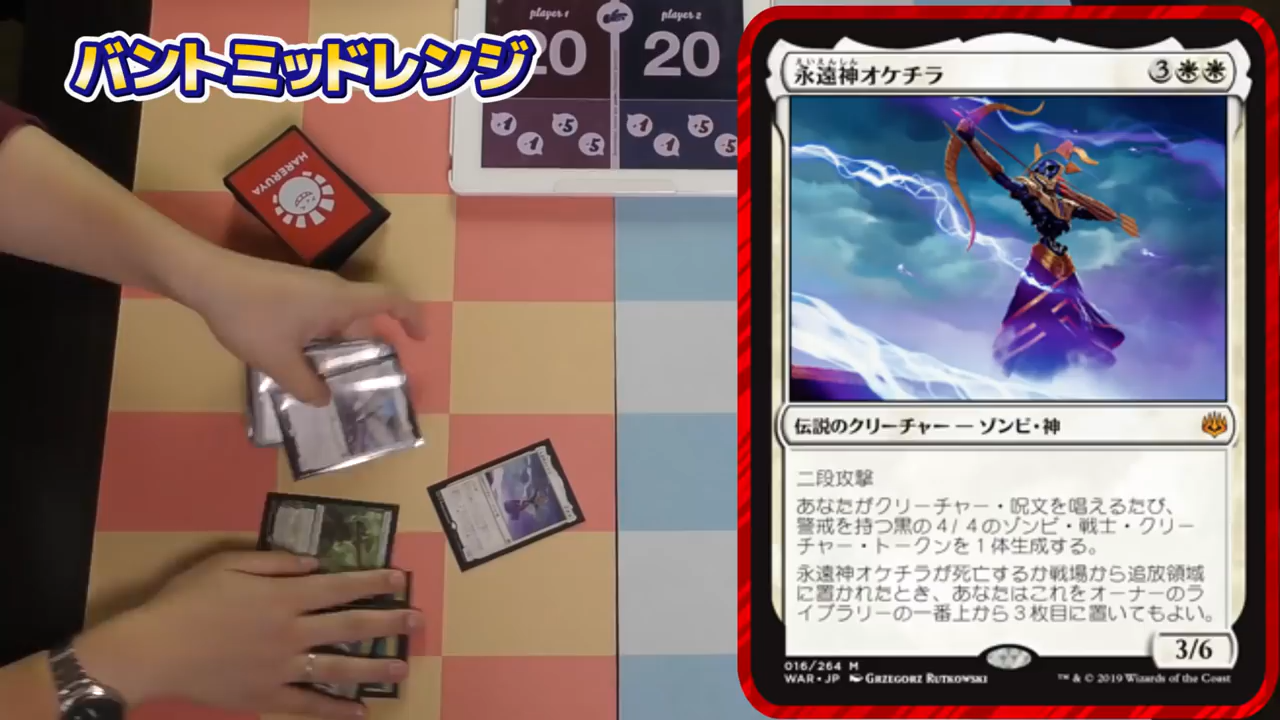 バントミッドレンジ
player 1
player 2
20
20
+1
-1
+5
-5
+1
-1
+5
-5
HARERUYA
えいえんしん
永遠神オケチラ
3
伝説のクリーチャー — ゾンビ・神
二段攻撃
あなたがクリーチャー・呪文を唱えるたび、
警戒を持つ黒の4/4のゾンビ・戦士・クリー
チャー・トークンを1体生成する。
永遠神オケチラが死亡するか戦場から追放領域
に置かれたとき、あなたはこれをオーナーのラ
イブラリーの一番上から3枚目に置いてもよい。
3/6
016/264 M
WAR • JP GRZEGORZ RUTKOWSKI
™ & © 2019 Wizards of the Coast